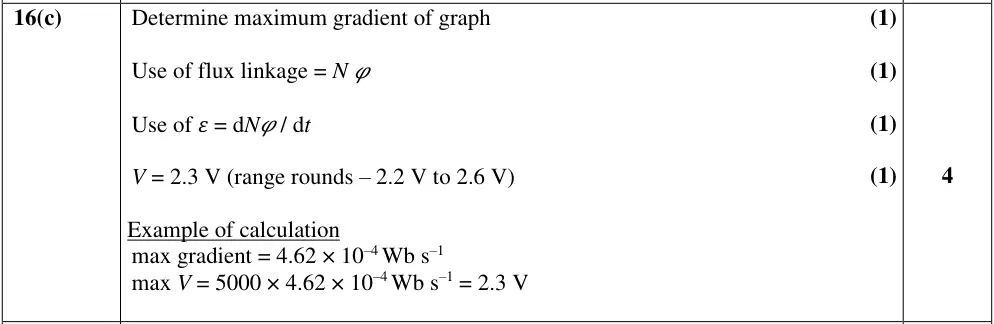 16(c) Determine maximum gradient of graph (1)
Use of flux linkage = N φ (1)
Use of ε = dNφ / dt (1)
V = 2.3 V (range rounds – 2.2 V to 2.6 V) (1) 4
Example of calculation
max gradient = 4.62 × 10⁻⁴ Wb s⁻¹
max V = 5000 × 4.62 × 10⁻⁴ Wb s⁻¹ = 2.3 V